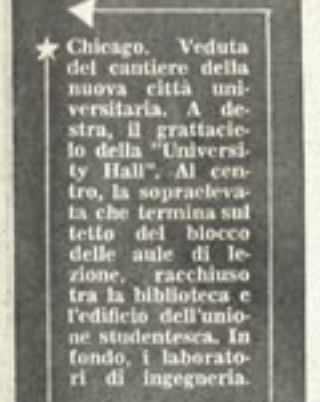 Chicago. Veduta
del cantiere della
nuova città uni-
versitaria. A de-
stra, il grattacie-
lo della "Universi-
ty Hall". Al cen-
tro, la sopraeleva-
ta che termina sul
tetto del blocco
delle aule di le-
zione, racchiuso
tra la biblioteca e
l'edificio dell'unio-
ne studentesca. In
fondo, i laborato-
ri di ingegneria.